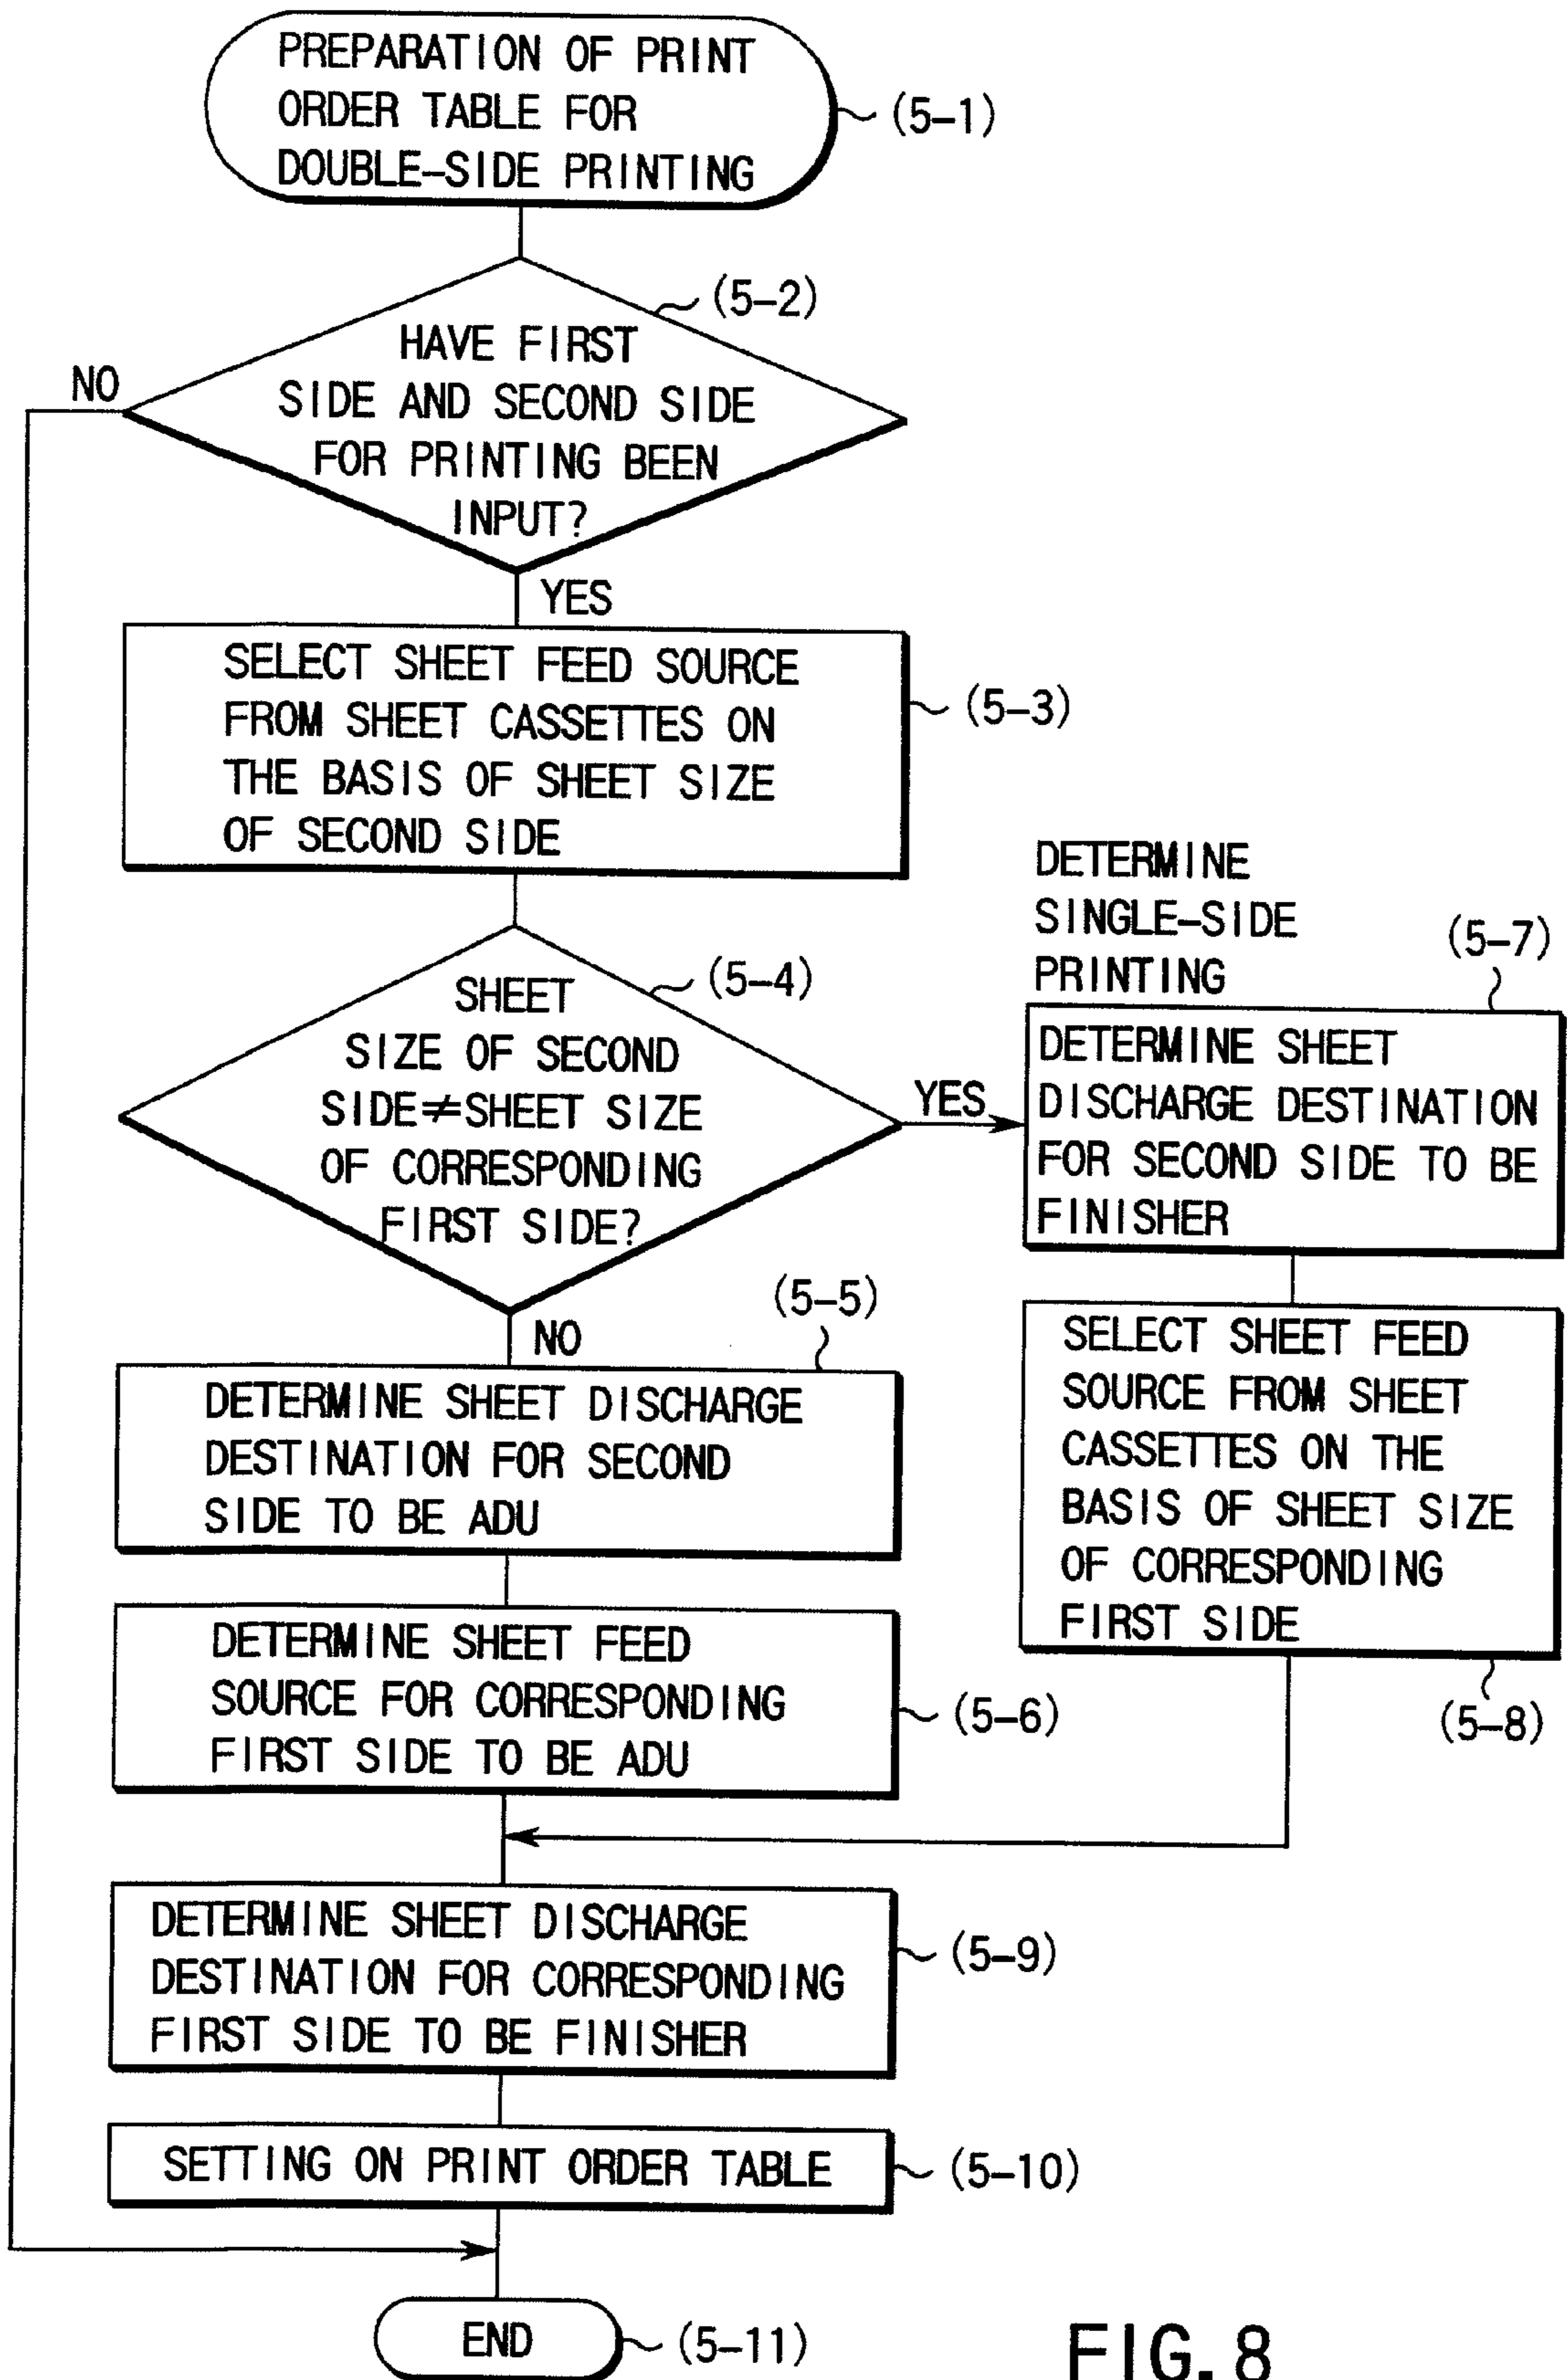 PREPARATION OF PRINT
ORDER TABLE FOR
DOUBLE-SIDE PRINTING
(5-1)
(5-2)
HAVE FIRST
SIDE AND SECOND SIDE
FOR PRINTING BEEN
INPUT?
NO
YES
SELECT SHEET FEED SOURCE
FROM SHEET CASSETTES ON
THE BASIS OF SHEET SIZE
OF SECOND SIDE
(5-3)
(5-4)
SHEET
SIZE OF SECOND
SIDE≠SHEET SIZE
OF CORRESPONDING
FIRST SIDE?
YES
NO
DETERMINE
SINGLE-SIDE
PRINTING
(5-7)
DETERMINE SHEET
DISCHARGE DESTINATION
FOR SECOND SIDE TO BE
FINISHER
SELECT SHEET FEED
SOURCE FROM SHEET
CASSETTES ON THE
BASIS OF SHEET SIZE
OF CORRESPONDING
FIRST SIDE
(5-8)
(5-5)
DETERMINE SHEET DISCHARGE
DESTINATION FOR SECOND
SIDE TO BE ADU
DETERMINE SHEET FEED
SOURCE FOR CORRESPONDING
FIRST SIDE TO BE ADU
(5-6)
DETERMINE SHEET DISCHARGE
DESTINATION FOR CORRESPONDING
FIRST SIDE TO BE FINISHER
(5-9)
SETTING ON PRINT ORDER TABLE
(5-10)
END
(5-11)
FIG. 8